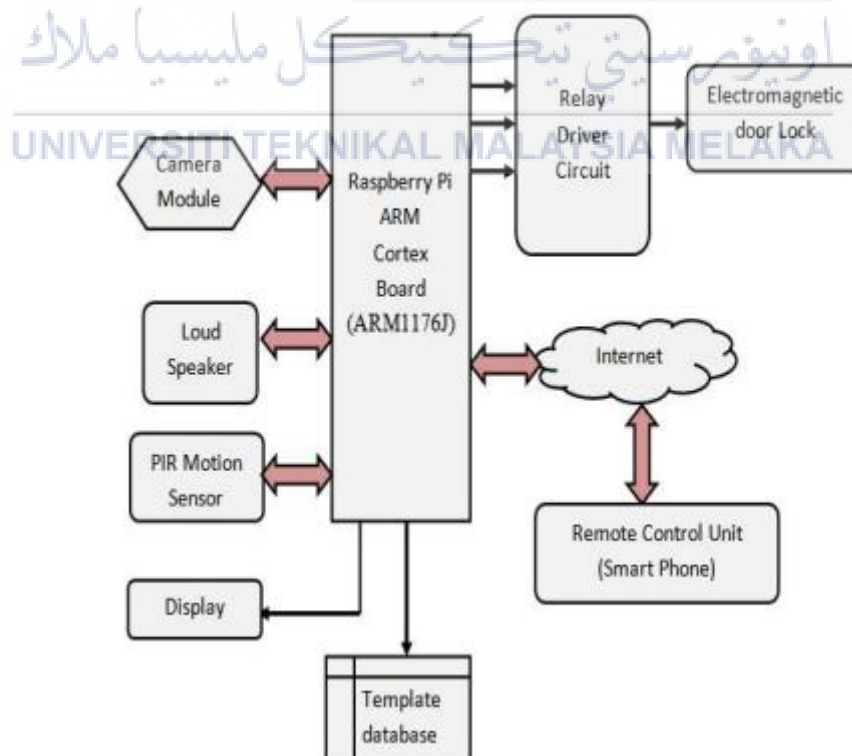 اونيۏرسيتي تيكنيكل مليسيا ملاك
UNIVERSITI TEKNIKAL MALAYSIA MELAKA
Camera
Module
Raspberry Pi
ARM
Cortex
Board
(ARM1176J)
Relay
Driver
Circuit
Electromagnetic
door Lock
Loud
Speaker
Internet
PIR Motion
Sensor
Remote Control Unit
(Smart Phone)
Display
Template
database